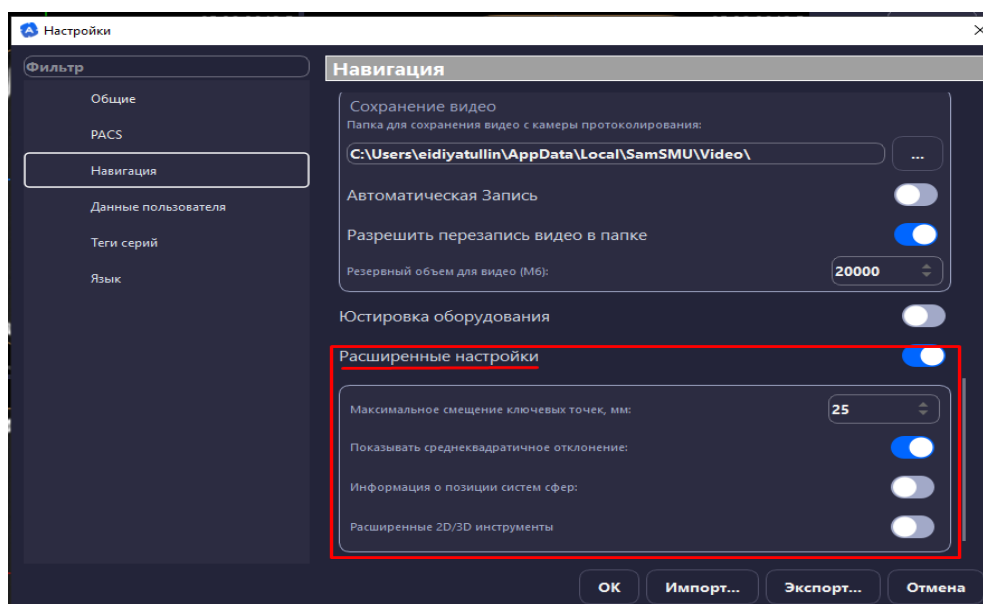 Настройки
Фильтр
Общие
PACS
Навигация
Данные пользователя
Теги серий
Язык
Навигация
Сохранение видео
Папка для сохранения видео с камеры протоколирования:
C:\Users\eidiyatullin\AppData\Local\SamSMU\Video\ ...
Автоматическая Запись
Разрешить перезапись видео в папке
Резервный объем для видео (Мб): 20000
Юстировка оборудования
Расширенные настройки
Максимальное смещение ключевых точек, мм: 25
Показывать среднеквадратичное отклонение:
Информация о позиции систем сфер:
Расширенные 2D/3D инструменты
ОК Импорт... Экспорт... Отмена